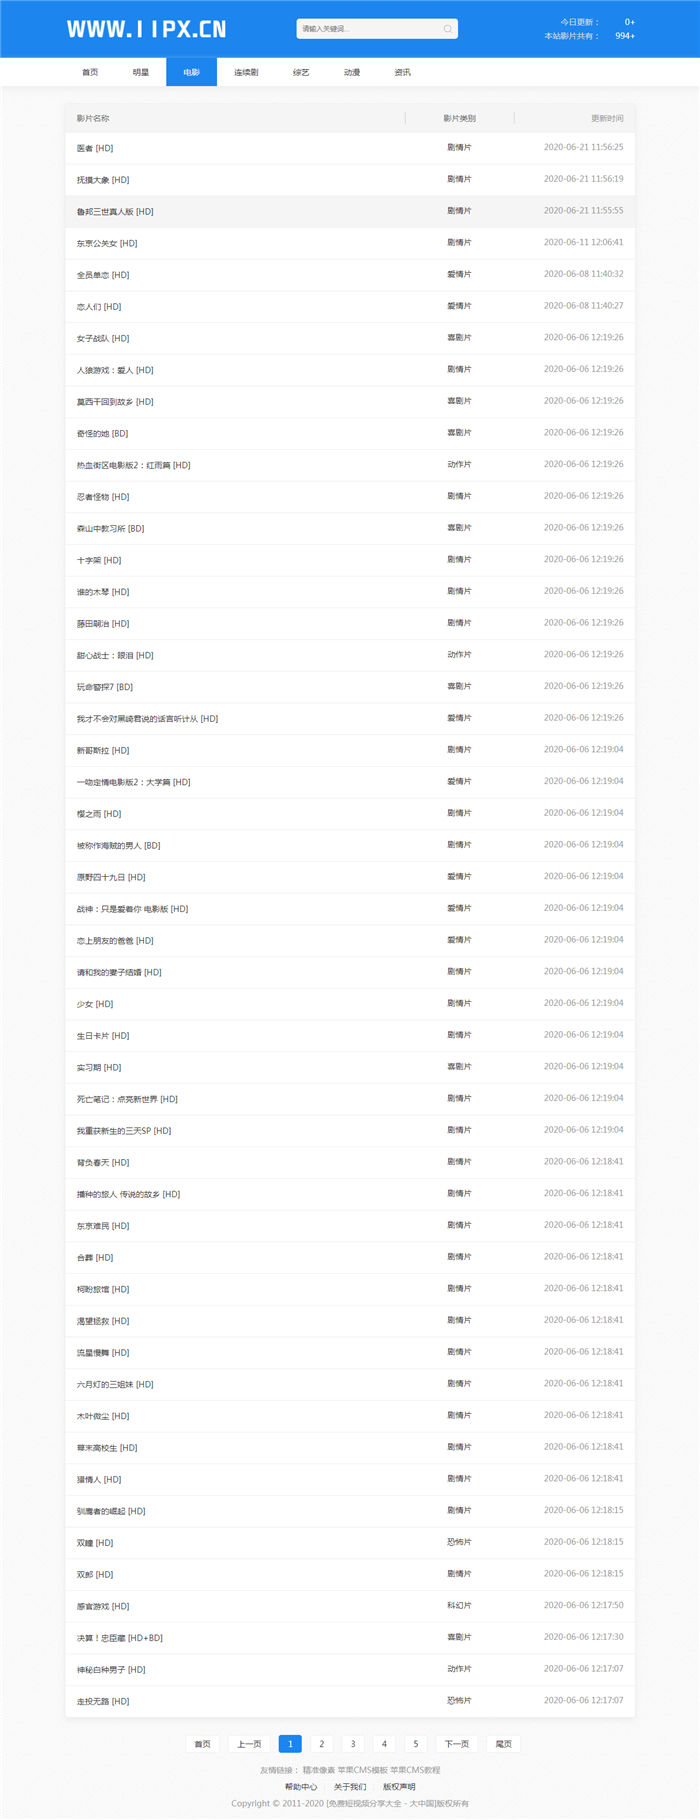 WWW.IIPX.CN
请输入关键词...
今日更新： 0+
本站影片共有： 994+
首页 明星 电影 连续剧 综艺 动漫 资讯
影片名称 影片类别 更新时间
医者 [HD] 剧情片 2020-06-21 11:56:25
抚摸大象 [HD] 剧情片 2020-06-21 11:56:19
鲁邦三世真人版 [HD] 剧情片 2020-06-21 11:55:55
东京公关女 [HD] 剧情片 2020-06-11 12:06:41
全员单恋 [HD] 爱情片 2020-06-08 11:40:32
恋人们 [HD] 爱情片 2020-06-08 11:40:27
女子战队 [HD] 喜剧片 2020-06-06 12:19:26
人狼游戏：爱人 [HD] 剧情片 2020-06-06 12:19:26
莫西干回到故乡 [HD] 喜剧片 2020-06-06 12:19:26
奇怪的她 [BD] 喜剧片 2020-06-06 12:19:26
热血街区电影版2：红雨篇 [HD] 动作片 2020-06-06 12:19:26
忍者怪物 [HD] 剧情片 2020-06-06 12:19:26
森山中教习所 [BD] 喜剧片 2020-06-06 12:19:26
十字架 [HD] 剧情片 2020-06-06 12:19:26
谁的木琴 [HD] 剧情片 2020-06-06 12:19:26
藤田嗣治 [HD] 剧情片 2020-06-06 12:19:26
甜心战士：眼泪 [HD] 动作片 2020-06-06 12:19:26
玩命警探7 [BD] 喜剧片 2020-06-06 12:19:26
我才不会对黑崎君说的话言听计从 [HD] 爱情片 2020-06-06 12:19:26
新哥斯拉 [HD] 剧情片 2020-06-06 12:19:04
一吻定情电影版2：大学篇 [HD] 爱情片 2020-06-06 12:19:04
樱之雨 [HD] 剧情片 2020-06-06 12:19:04
被称作海贼的男人 [BD] 剧情片 2020-06-06 12:19:04
原野四十九日 [HD] 爱情片 2020-06-06 12:19:04
战神：只是爱着你 电影版 [HD] 爱情片 2020-06-06 12:19:04
恋上朋友的爸爸 [HD] 爱情片 2020-06-06 12:19:04
请和我的妻子结婚 [HD] 剧情片 2020-06-06 12:19:04
少女 [HD] 剧情片 2020-06-06 12:19:04
生日卡片 [HD] 剧情片 2020-06-06 12:19:04
实习期 [HD] 喜剧片 2020-06-06 12:19:04
死亡笔记：点亮新世界 [HD] 剧情片 2020-06-06 12:19:04
我重获新生的三天SP [HD] 剧情片 2020-06-06 12:19:04
背负春天 [HD] 剧情片 2020-06-06 12:18:41
播种的旅人 传说的故乡 [HD] 剧情片 2020-06-06 12:18:41
东京难民 [HD] 剧情片 2020-06-06 12:18:41
合葬 [HD] 剧情片 2020-06-06 12:18:41
柯盼旅馆 [HD] 剧情片 2020-06-06 12:18:41
渴望拯救 [HD] 剧情片 2020-06-06 12:18:41
流星慢舞 [HD] 剧情片 2020-06-06 12:18:41
六月灯的三姐妹 [HD] 剧情片 2020-06-06 12:18:41
木叶微尘 [HD] 剧情片 2020-06-06 12:18:41
幕末高校生 [HD] 剧情片 2020-06-06 12:18:41
猎情人 [HD] 剧情片 2020-06-06 12:18:41
驯鹰者的崛起 [HD] 剧情片 2020-06-06 12:18:15
双瞳 [HD] 恐怖片 2020-06-06 12:18:15
双郎 [HD] 剧情片 2020-06-06 12:18:15
感官游戏 [HD] 科幻片 2020-06-06 12:17:50
决算！忠臣藏 [HD+BD] 喜剧片 2020-06-06 12:17:30
神秘白种男子 [HD] 动作片 2020-06-06 12:17:07
走投无路 [HD] 恐怖片 2020-06-06 12:17:07
首页 上一页 1 2 3 4 5 下一页 尾页
友情链接： 精准像素 苹果CMS模板 苹果CMS教程
帮助中心 关于我们 版权声明
Copyright © 2011-2020 [免费短视频分享大全 - 大中国]版权所有